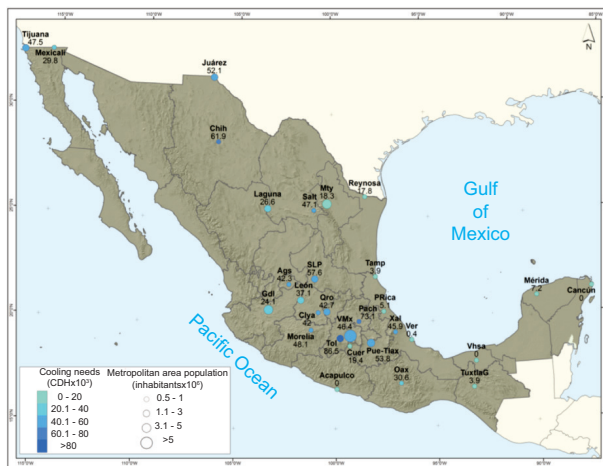 Tijuana
47.5
Mexicali
29.8
Juárez
52.1
Chih
61.9
Laguna
26.6
Mty
18.3
Salt
47.1
Reynosa
17.8
Gulf
of
Mexico
Tamp
3.9
Ags
42.3
SLP
57.6
León
37.1
Gdl
24.1
Qro
42.7
Clya
42
Morelia
48.1
VMx
Pach
73.1
PRica
5.1
Xal
45.9
Ver
0.4
Tol
86.5
Cuer
19.4
Pue-Tlax
53.8
Acapulco
0
Oax
30.6
Vhsa
0
TuxtlaG
3.9
Mérida
7.2
Cancún
0
Pacific Ocean
N
Cooling needs
(CDHx10³)
0 - 20
20.1 - 40
40.1 - 60
60.1 - 80
>80
Metropolitan area population
(inhabitantsx10⁶)
0.5 - 1
1.1 - 3
3.1 - 5
>5